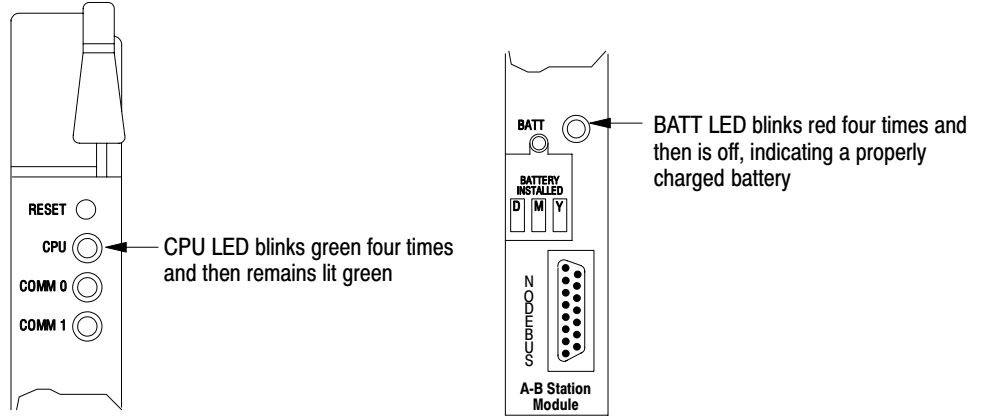 RESET
CPU
CPU LED blinks green four times
and then remains lit green
COMM 0
COMM 1
BATT
BATT LED blinks red four times and
then is off, indicating a properly
charged battery
BATTERY
INSTALLED
D M Y
NODEBUS
A-B Station
Module